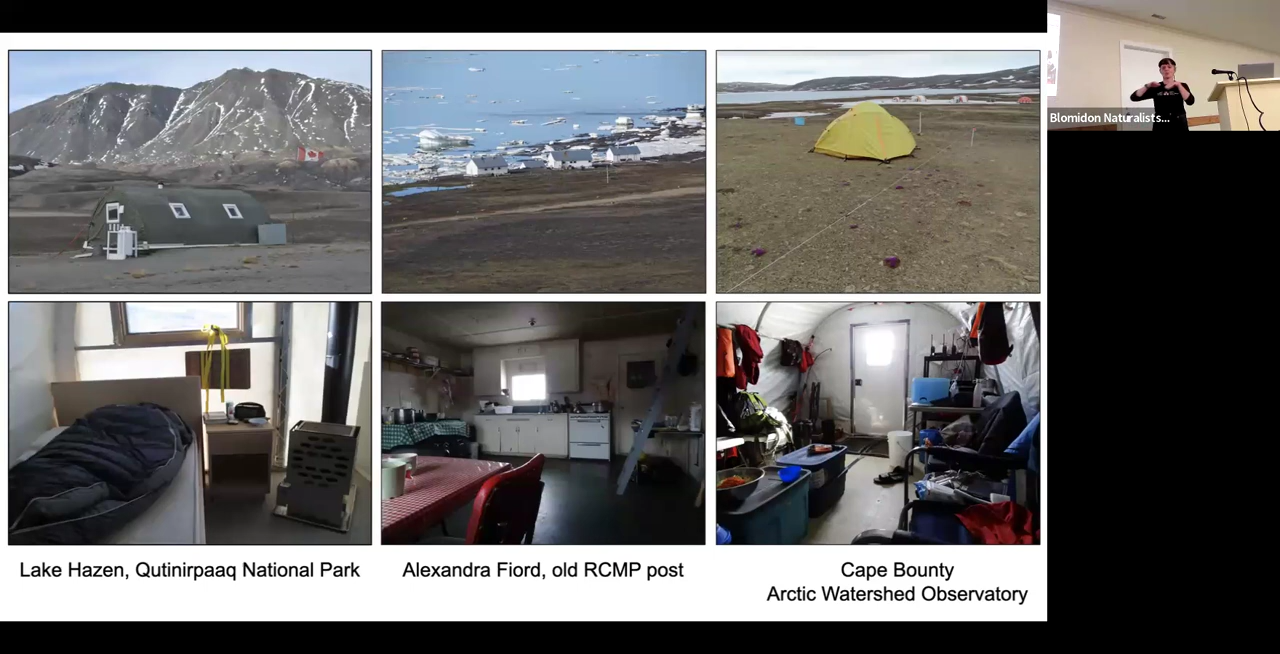 Blomidon Naturalists...
Lake Hazen, Qutinirpaaq National Park
Alexandra Fiord, old RCMP post
Cape Bounty
Arctic Watershed Observatory